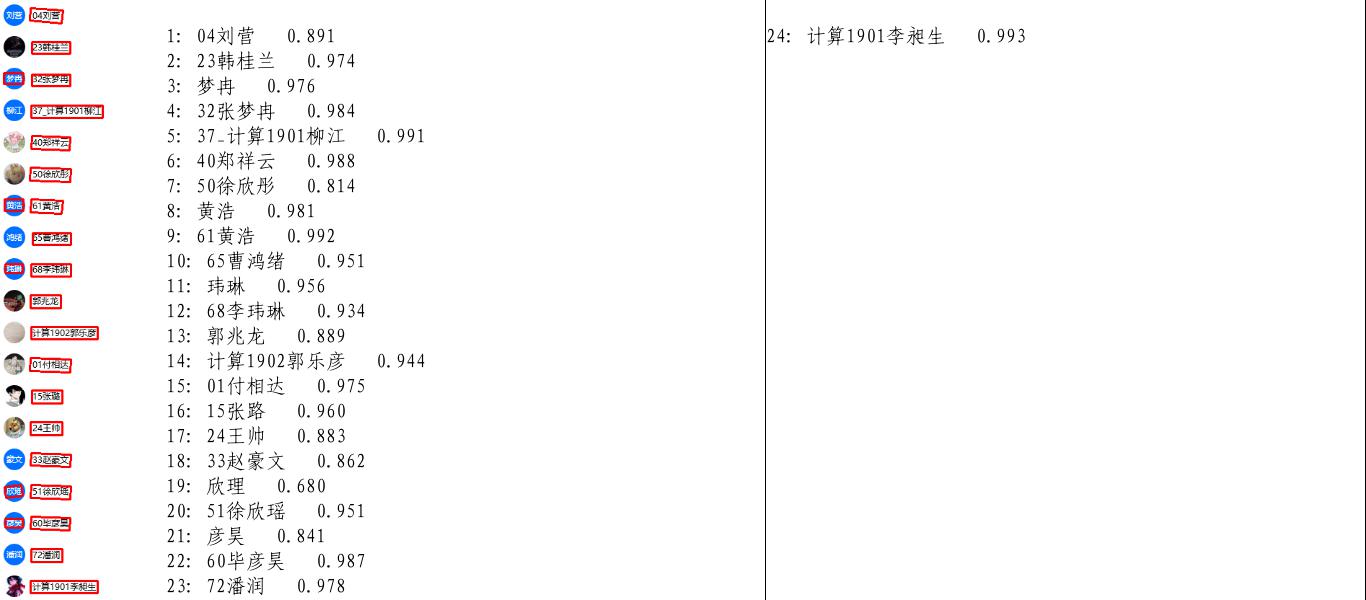 刘营 04刘营
23韩桂兰
梦冉 32张梦冉
柳江 37_计算1901柳江
40郑祥云
50徐欣彤
黄浩 61黄浩
鸿绪 65曹鸿绪
玮琳 68李玮琳
郭兆龙
计算1902郭乐彦
01付相达
15张璐
24王帅
豪文 33赵豪文
欣瑶 51徐欣瑶
彦昊 60毕彦昊
潘润 72潘润
计算1901李昶生
1: 04刘营 0.891
2: 23韩桂兰 0.974
3: 梦冉 0.976
4: 32张梦冉 0.984
5: 37_计算1901柳江 0.991
6: 40郑祥云 0.988
7: 50徐欣彤 0.814
8: 黄浩 0.981
9: 61黄浩 0.992
10: 65曹鸿绪 0.951
11: 玮琳 0.956
12: 68李玮琳 0.934
13: 郭兆龙 0.889
14: 计算1902郭乐彦 0.944
15: 01付相达 0.975
16: 15张路 0.960
17: 24王帅 0.883
18: 33赵豪文 0.862
19: 欣理 0.680
20: 51徐欣瑶 0.951
21: 彦昊 0.841
22: 60毕彦昊 0.987
23: 72潘润 0.978
24: 计算1901李昶生 0.993